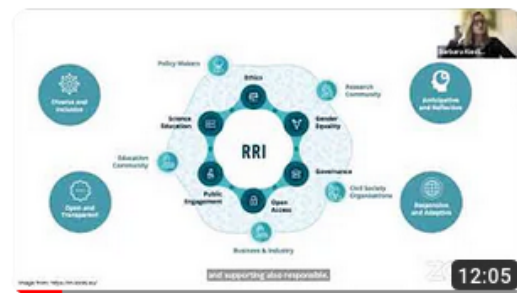 Policy Makers
Ethics
Research
Community
Diverse and
Inclusive
Anticipative
and Reflective
Science
Education
Gender
Equality
RRI
Education
Community
Governance
Public
Engagement
Open
Access
Civil Society
Organisations
Open and
Transparent
Responsive
and Adaptive
Business & Industry
and supporting also responsible,
12:05